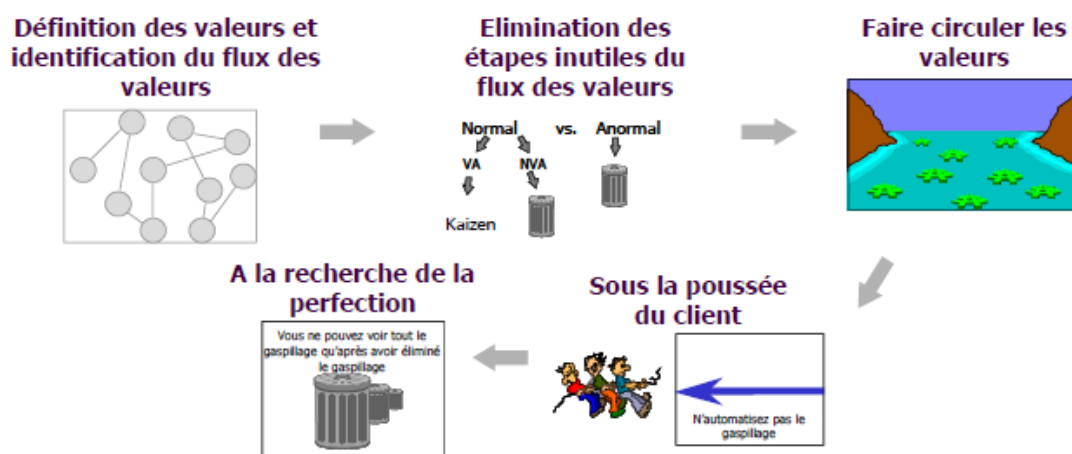 Définition des valeurs et
identification du flux des
valeurs
Elimination des
étapes inutiles du
flux des valeurs
Normal vs. Anormal
VA NVA
Kaizen
Faire circuler les
valeurs
Sous la poussée
du client
N'automatisez pas le
gaspillage
A la recherche de la
perfection
Vous ne pouvez voir tout le
gaspillage qu'après avoir éliminé
le gaspillage